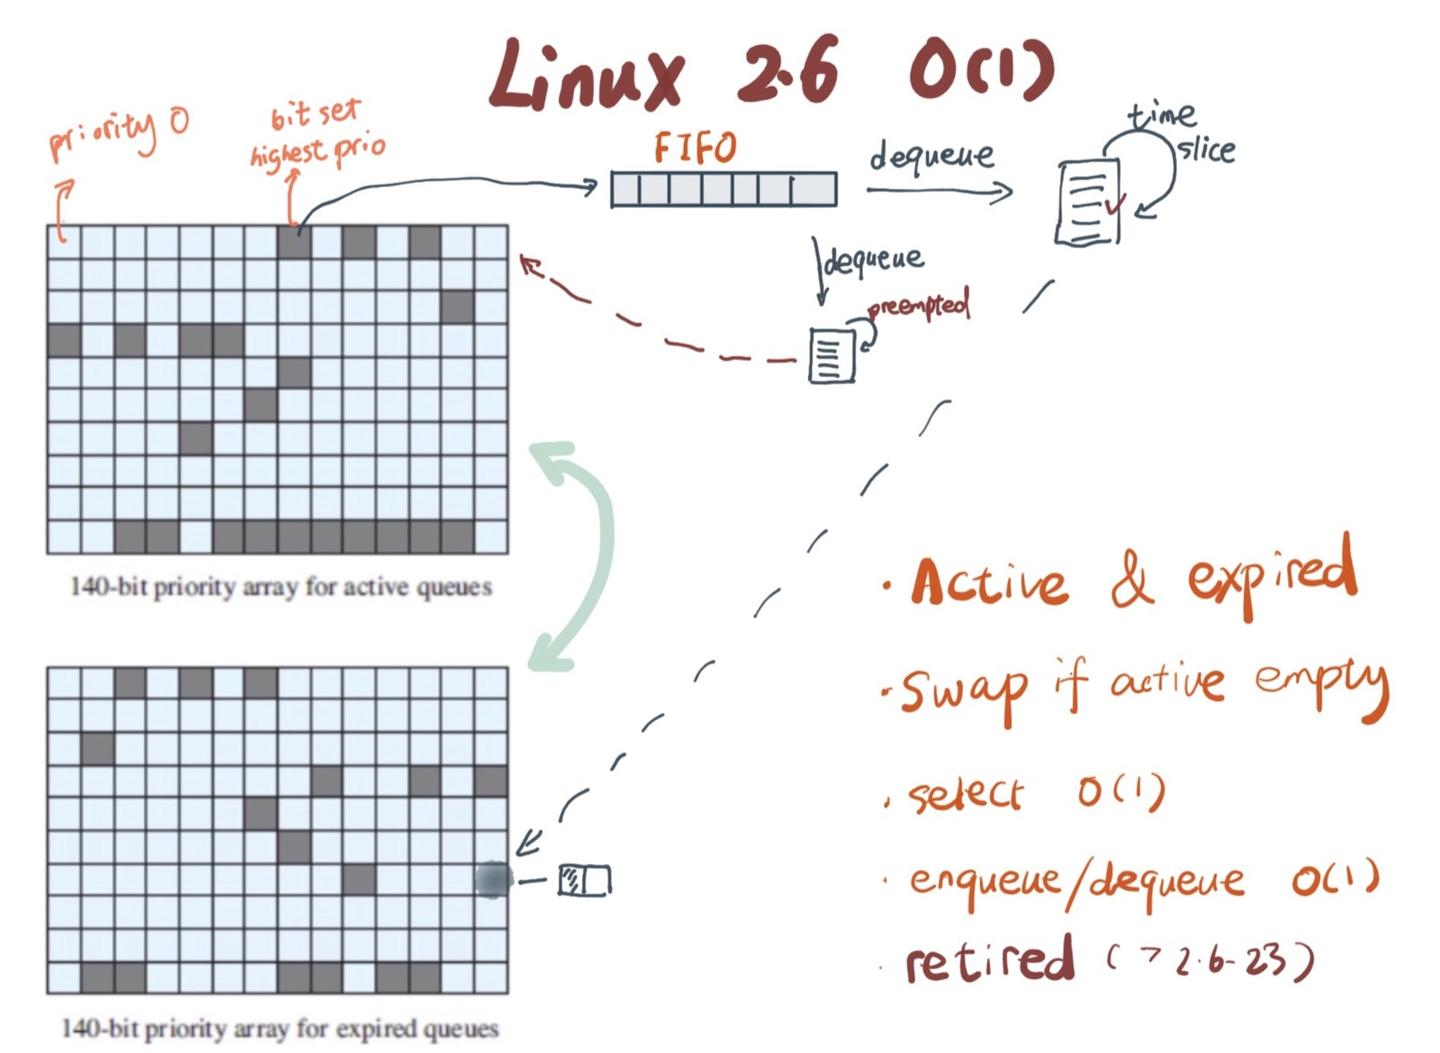 Linux 2.6 O(1)
priority 0
bit set
highest prio
FIFO
dequeue
time
slice
dequeue
preempted
140-bit priority array for active queues
· Active & expired
· Swap if active empty
· select O(1)
· enqueue/dequeue O(1)
· retired (>2.6-23)
140-bit priority array for expired queues